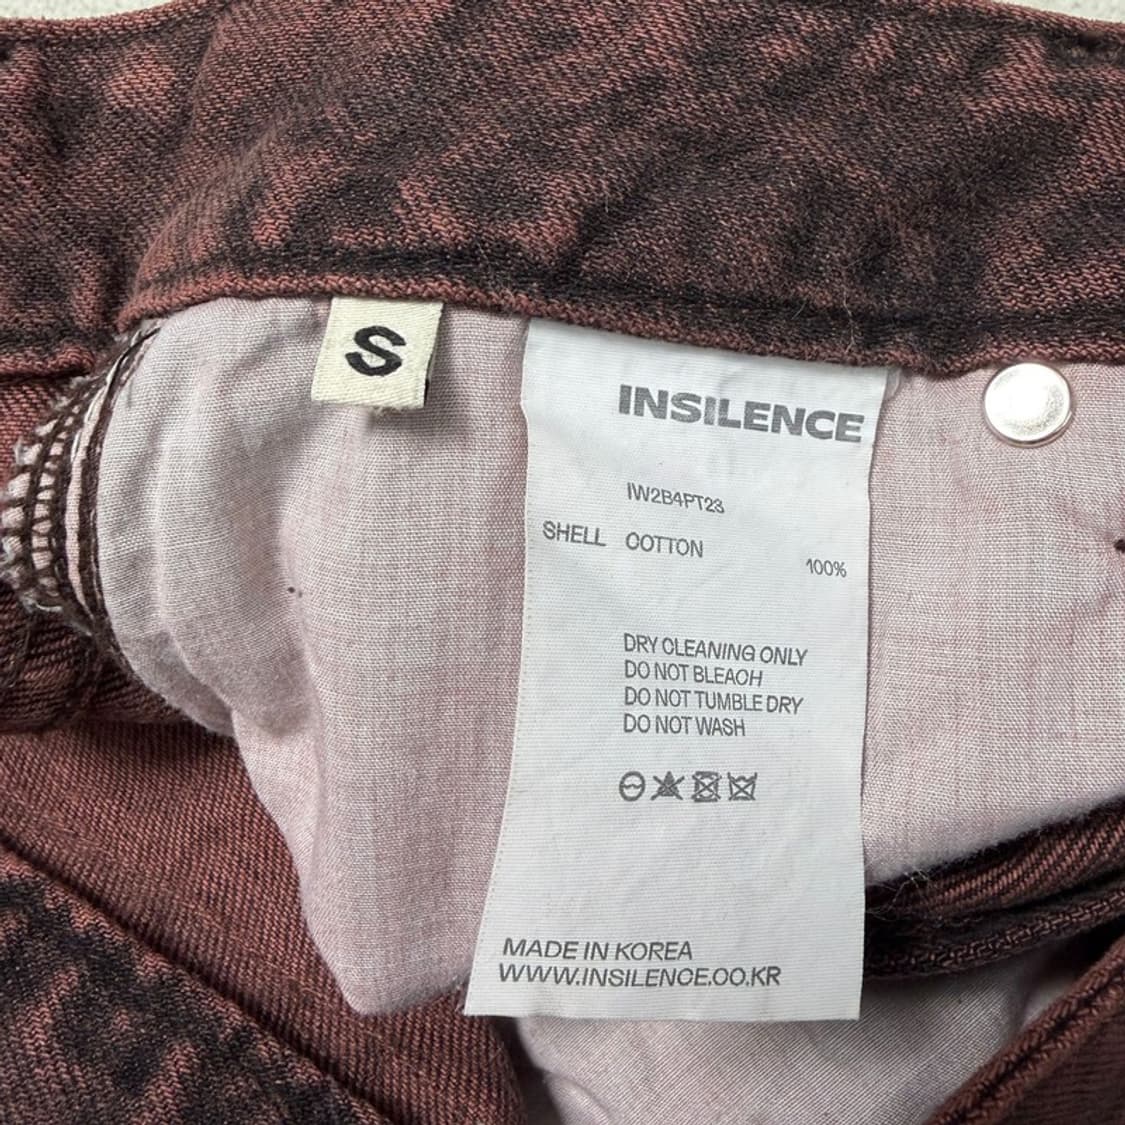 S
INSILENCE
IW2B4PT23
SHELL COTTON 100%
DRY CLEANING ONLY
DO NOT BLEACH
DO NOT TUMBLE DRY
DO NOT WASH
MADE IN KOREA
WWW.INSILENCE.CO.KR